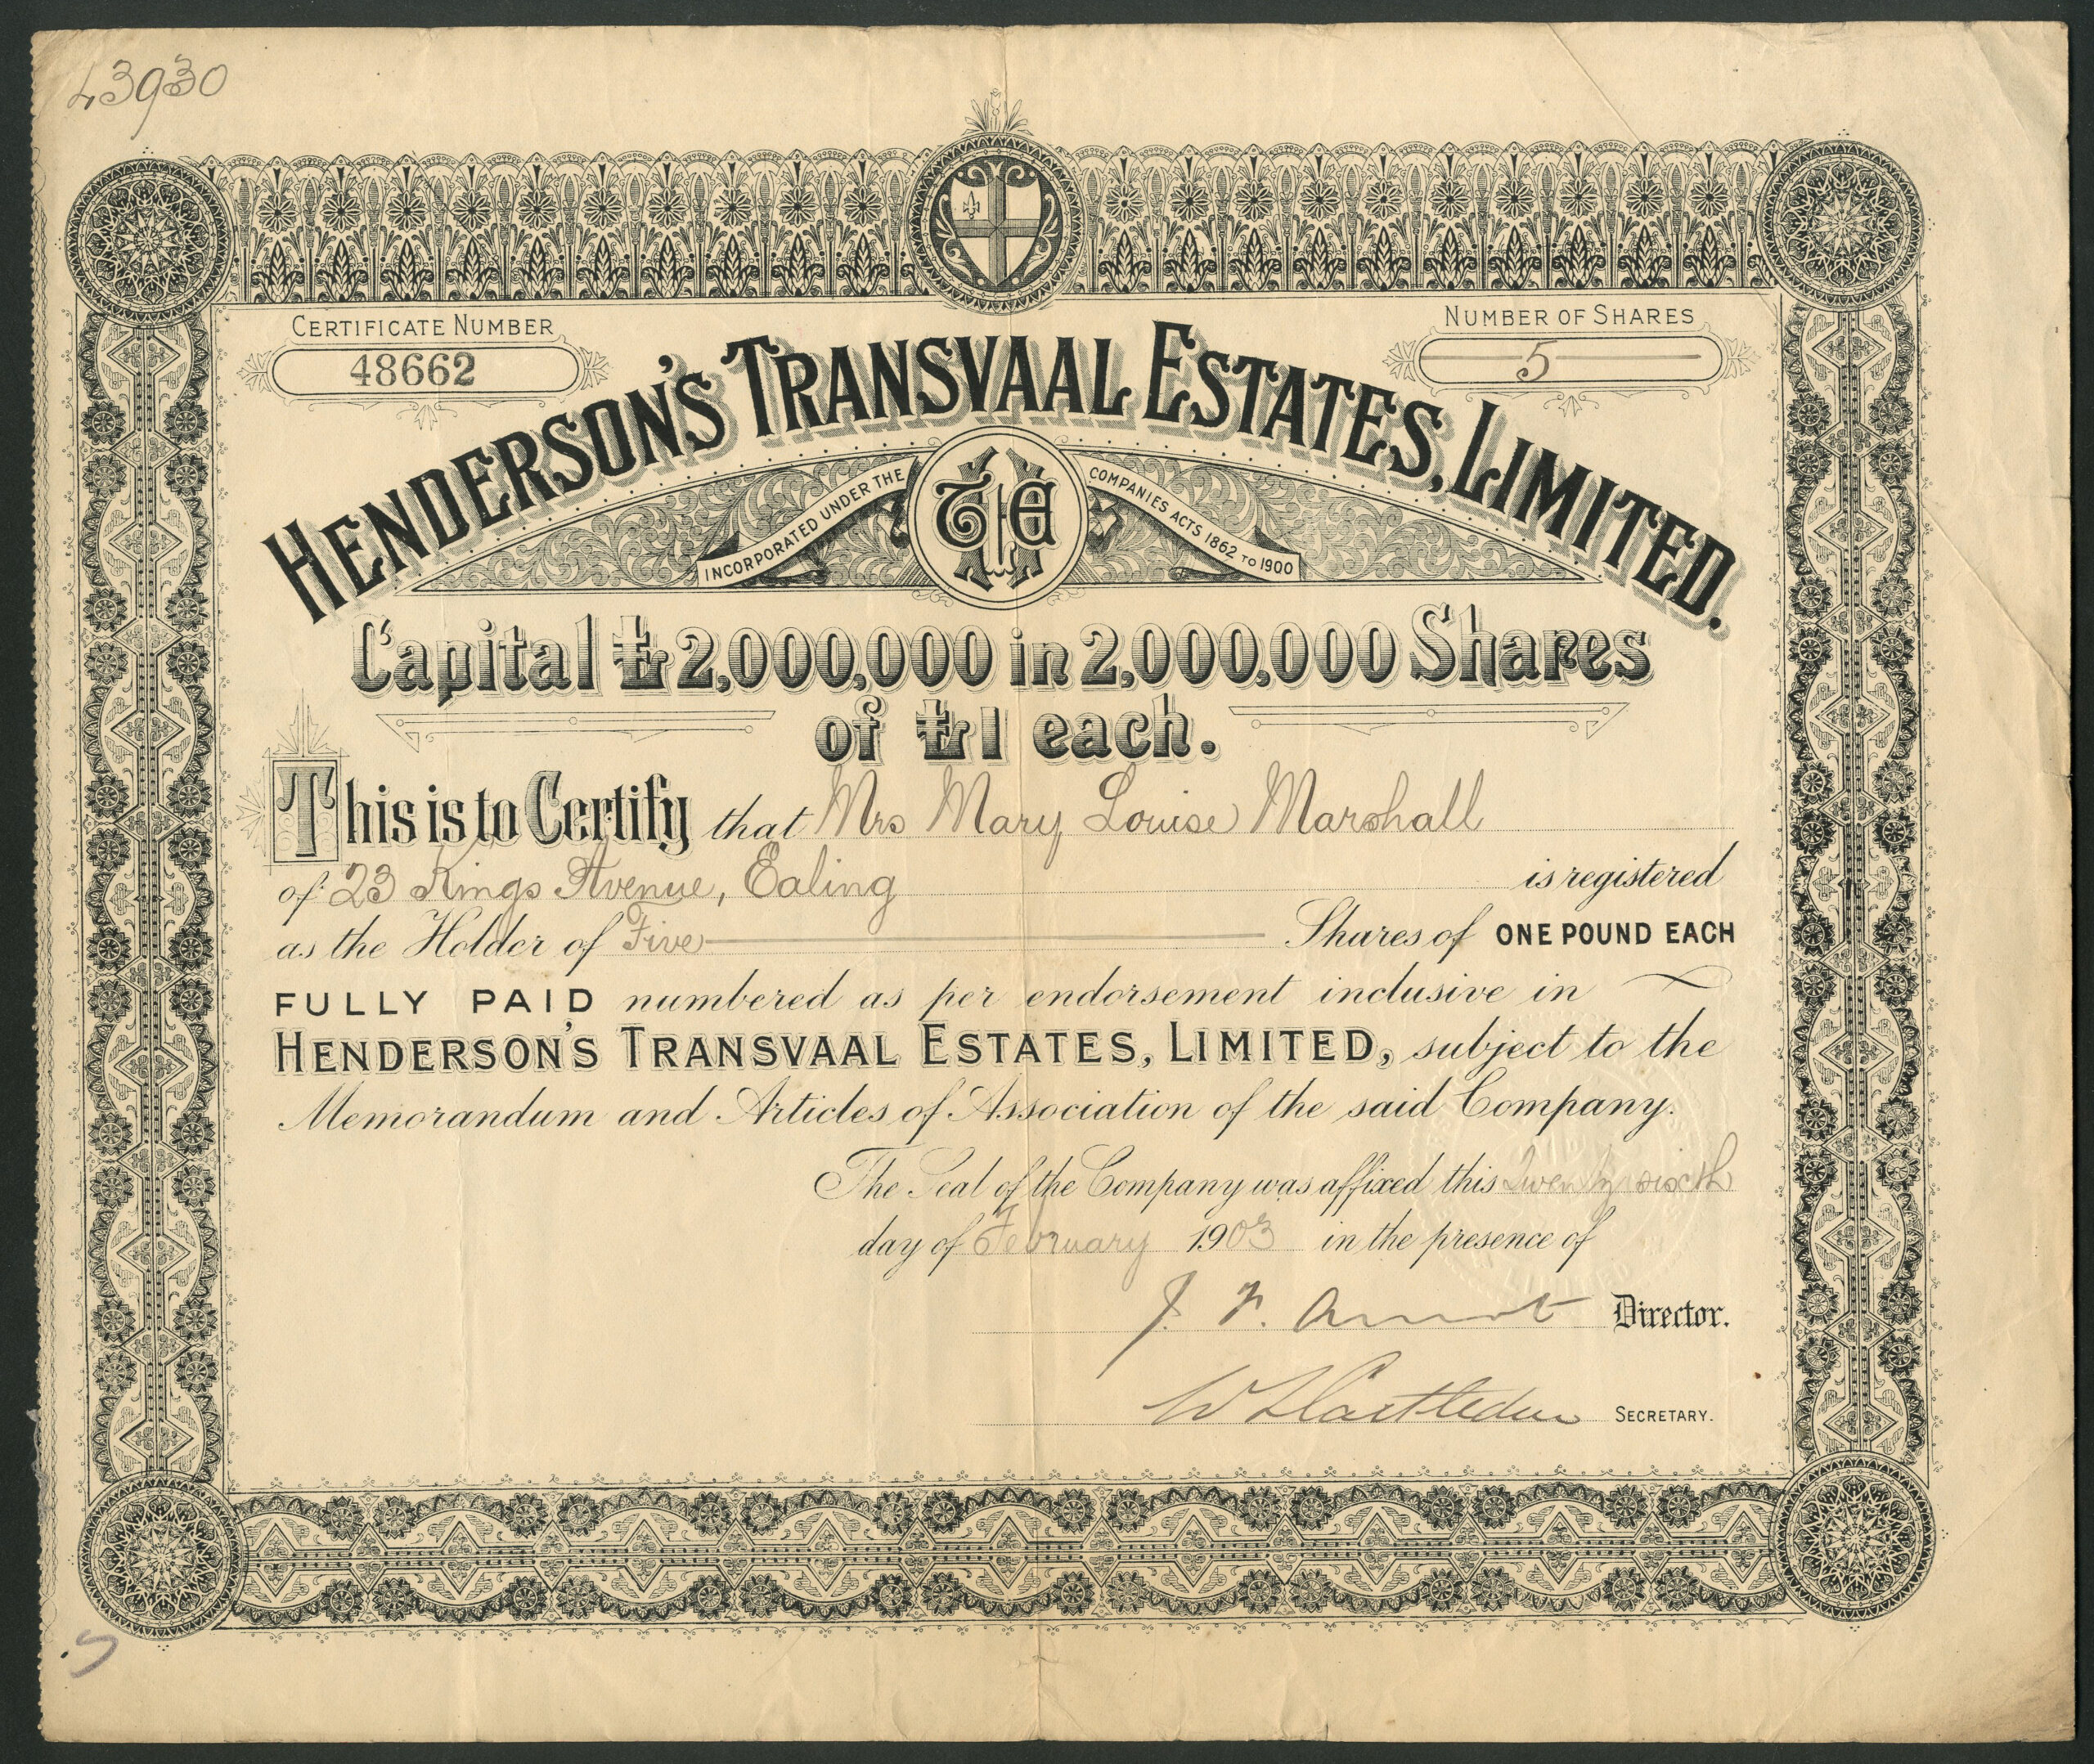 43930
CERTIFICATE NUMBER
48662
NUMBER OF SHARES
5
HENDERSON'S TRANSVAAL ESTATES, LIMITED.
INCORPORATED UNDER THE COMPANIES ACTS 1862 TO 1900
HTE
Capital £2,000,000 in 2,000,000 Shares
of £1 each.
This is to Certify that Mrs Mary Louise Marshall
of 23 Kings Avenue, Ealing is registered
as the Holder of Five Shares of ONE POUND EACH
FULLY PAID numbered as per endorsement inclusive in
HENDERSON'S TRANSVAAL ESTATES, LIMITED, subject to the
Memorandum and Articles of Association of the said Company.
The Seal of the Company was affixed this Twenty sixth
day of February 1903 in the presence of
J. F. Director.
W SECRETARY.
LIMITED
5